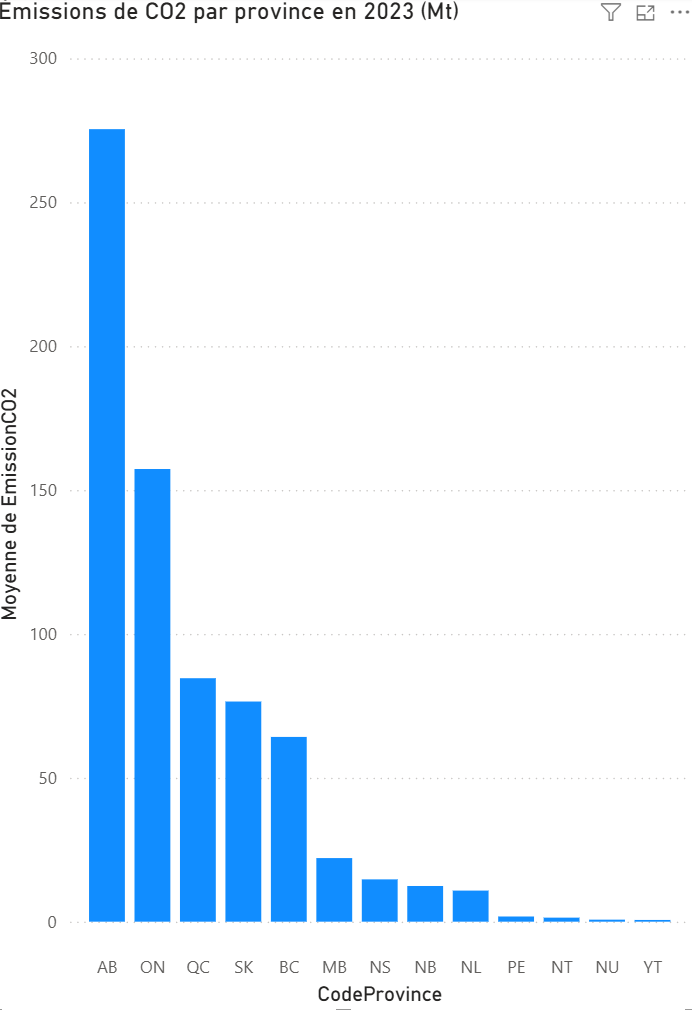 Émissions de CO2 par province en 2023 (Mt)
300
250
200
150
100
50
0
Moyenne de EmissionCO2
AB ON QC SK BC MB NS NB NL PE NT NU YT
CodeProvince